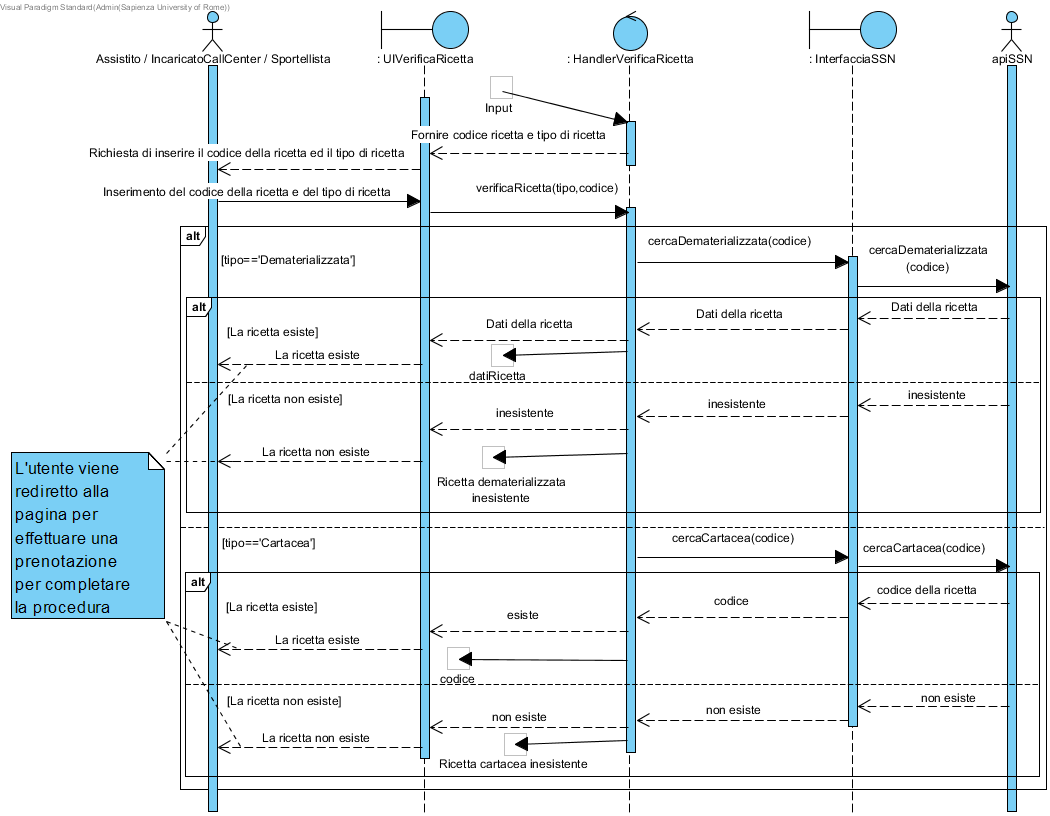 Visual Paradigm Standard(Admin(Sapienza University of Rome))
Assistito / IncaricatoCallCenter / Sportellista
: UIVerificaRicetta
: HandlerVerificaRicetta
: InterfacciaSSN
apiSSN
Input
Fornire codice ricetta e tipo di ricetta
Richiesta di inserire il codice della ricetta ed il tipo di ricetta
Inserimento del codice della ricetta e del tipo di ricetta
verificaRicetta(tipo,codice)
alt
[tipo=='Dematerializzata']
cercaDematerializzata(codice)
cercaDematerializzata
(codice)
alt
[La ricetta esiste]
Dati della ricetta
Dati della ricetta
Dati della ricetta
La ricetta esiste
datiRicetta
[La ricetta non esiste]
inesistente
inesistente
inesistente
La ricetta non esiste
Ricetta dematerializzata
inesistente
L'utente viene
rediretto alla
pagina per
effettuare una
prenotazione
per completare
la procedura
[tipo=='Cartacea']
cercaCartacea(codice)
cercaCartacea(codice)
alt
[La ricetta esiste]
codice della ricetta
codice
esiste
La ricetta esiste
codice
[La ricetta non esiste]
non esiste
non esiste
non esiste
La ricetta non esiste
Ricetta cartacea inesistente